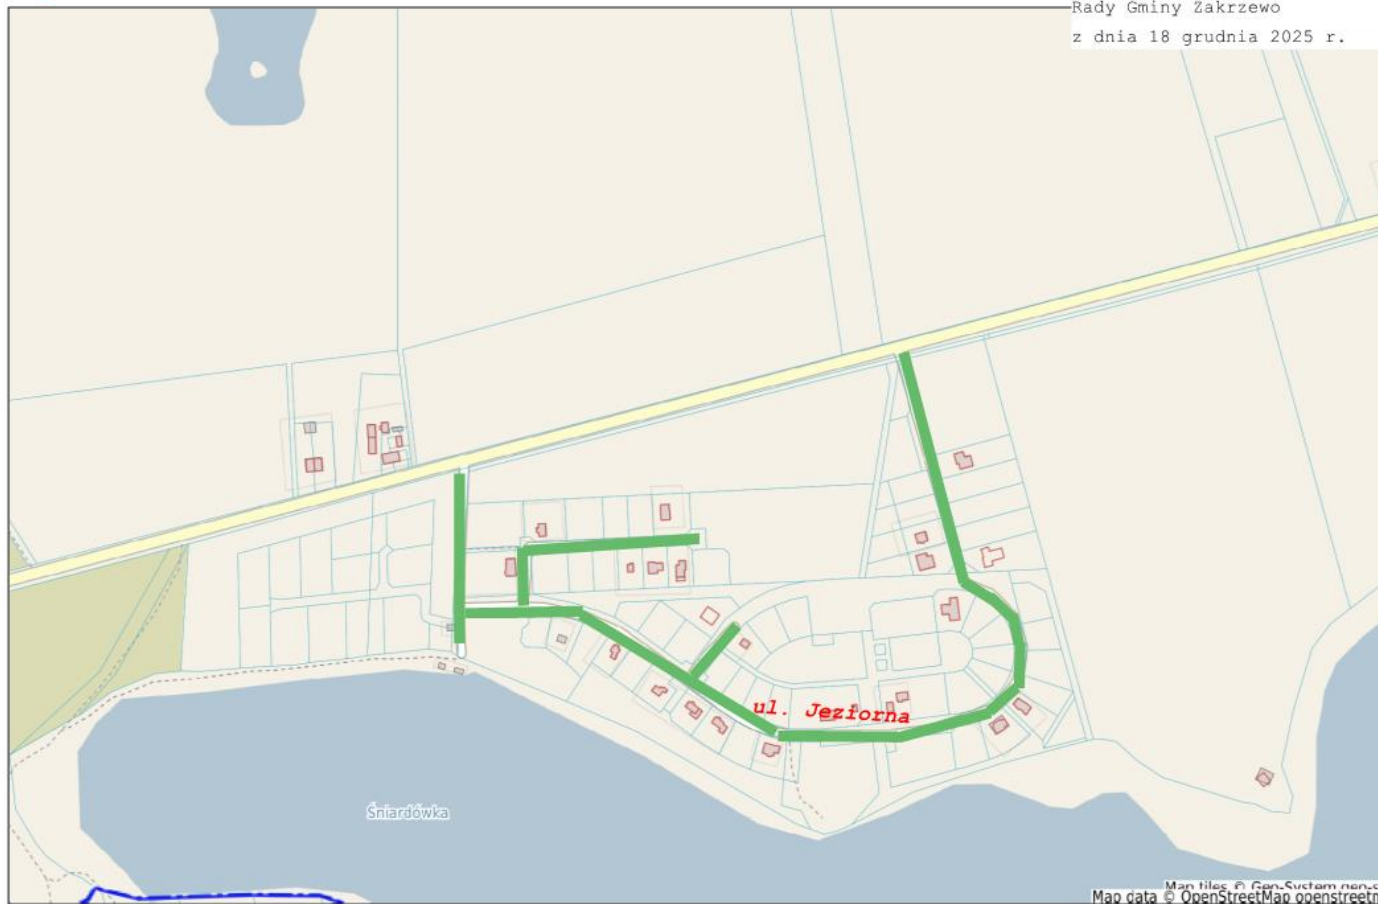 Rady Gminy Zakrzewo
z dnia 18 grudnia 2025 r.
ul. Jeziorna
Śniardówka
Map tiles © Geo-System
Map data © OpenStreetMap